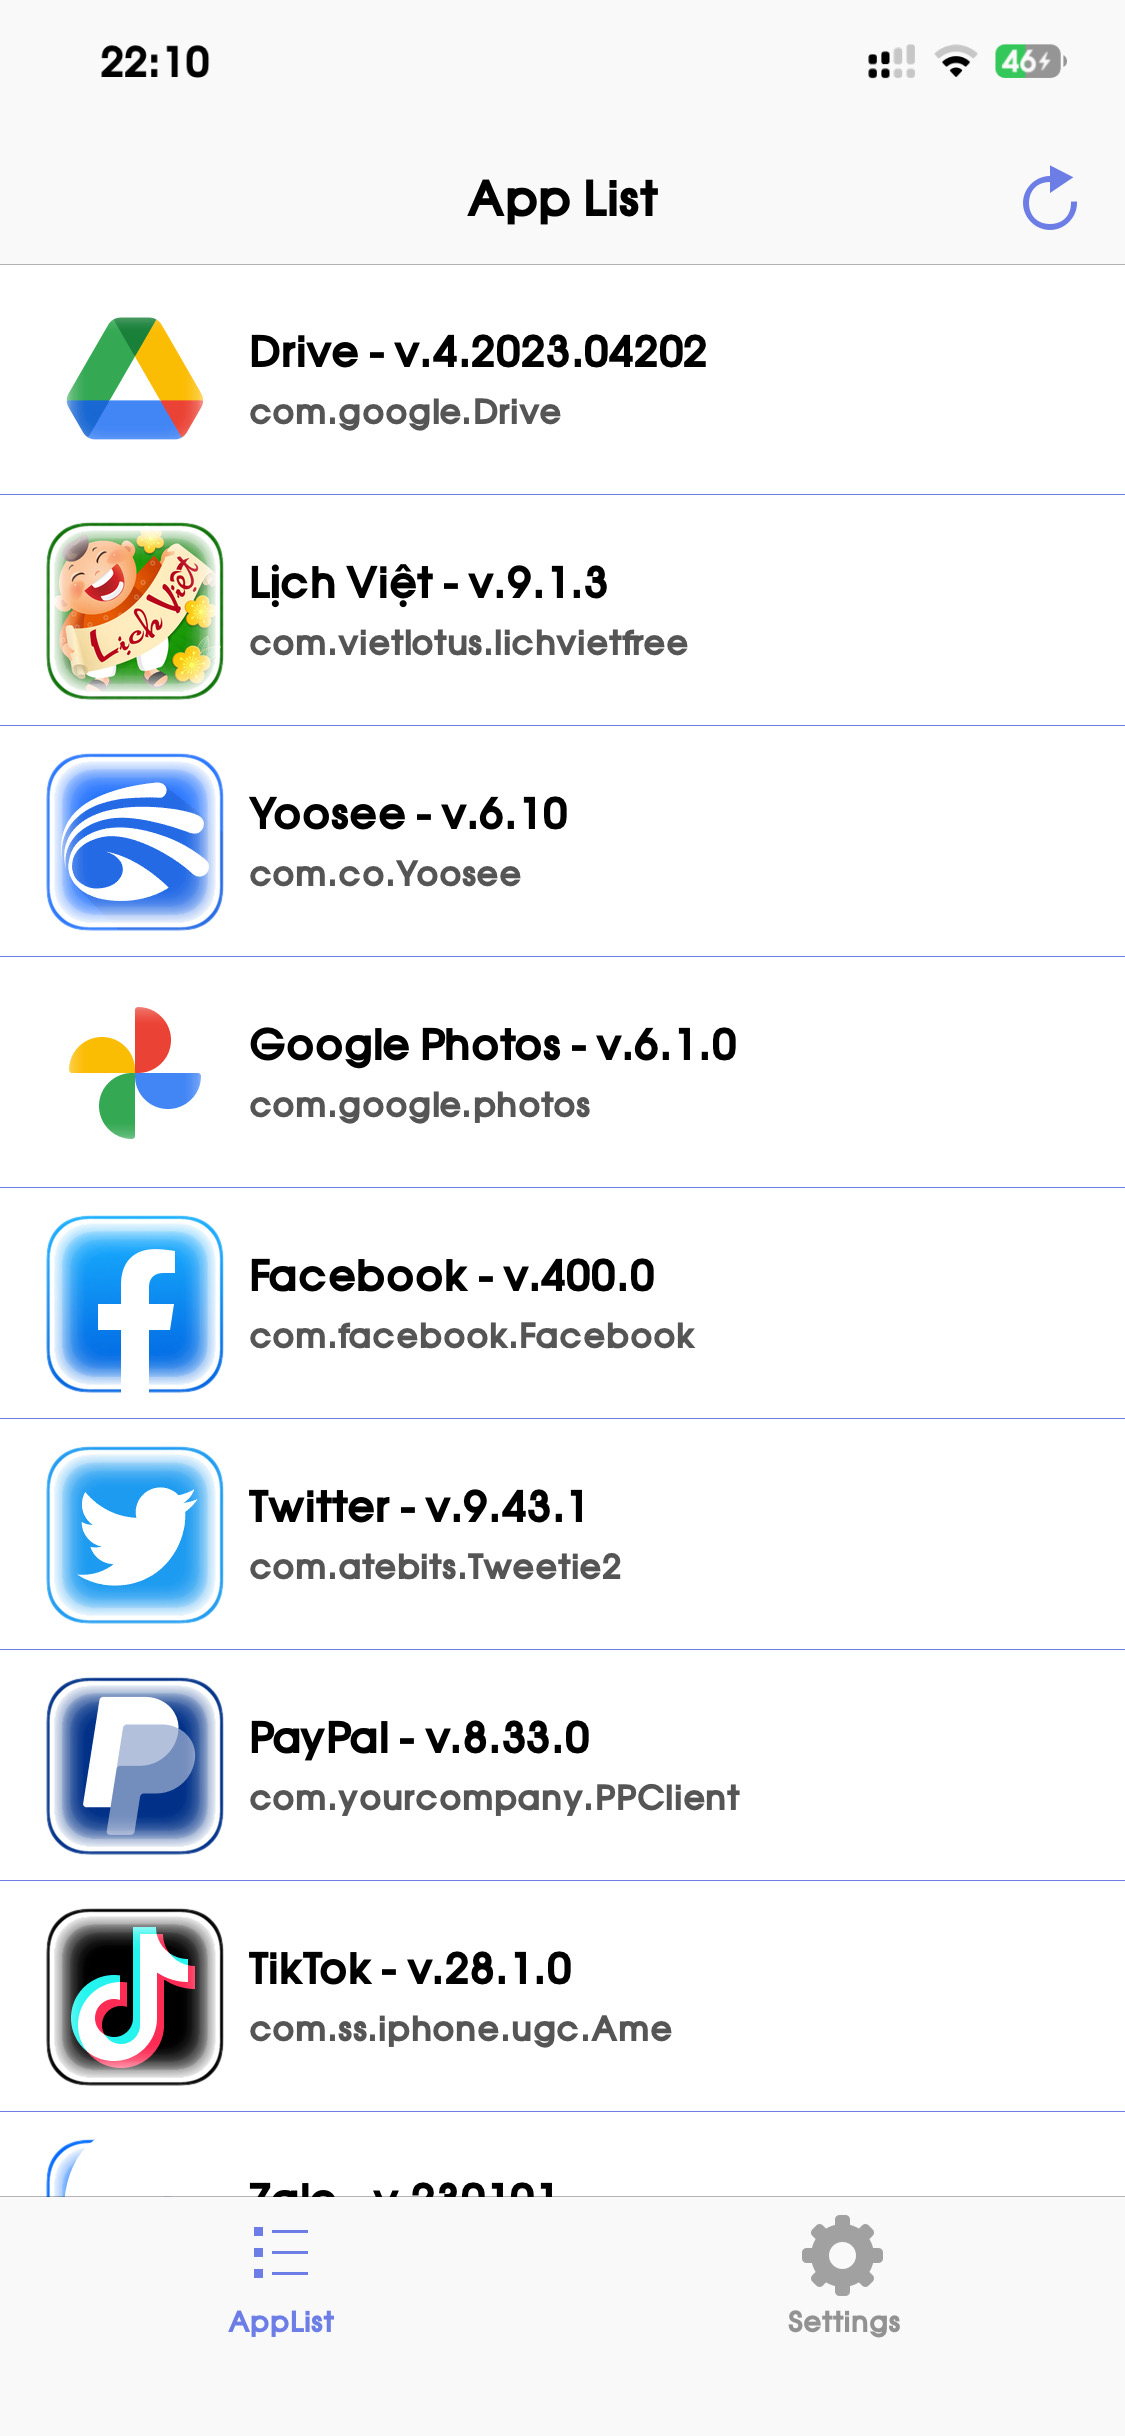 22:10
46
App List
Drive - v.4.2023.04202
com.google.Drive
Lịch Việt
Lịch Việt - v.9.1.3
com.vietlotus.lichvietfree
Yoosee - v.6.10
com.co.Yoosee
Google Photos - v.6.1.0
com.google.photos
Facebook - v.400.0
com.facebook.Facebook
Twitter - v.9.43.1
com.atebits.Tweetie2
PayPal - v.8.33.0
com.yourcompany.PPClient
TikTok - v.28.1.0
com.ss.iphone.ugc.Ame
Zalo - v.230101
AppList
Settings